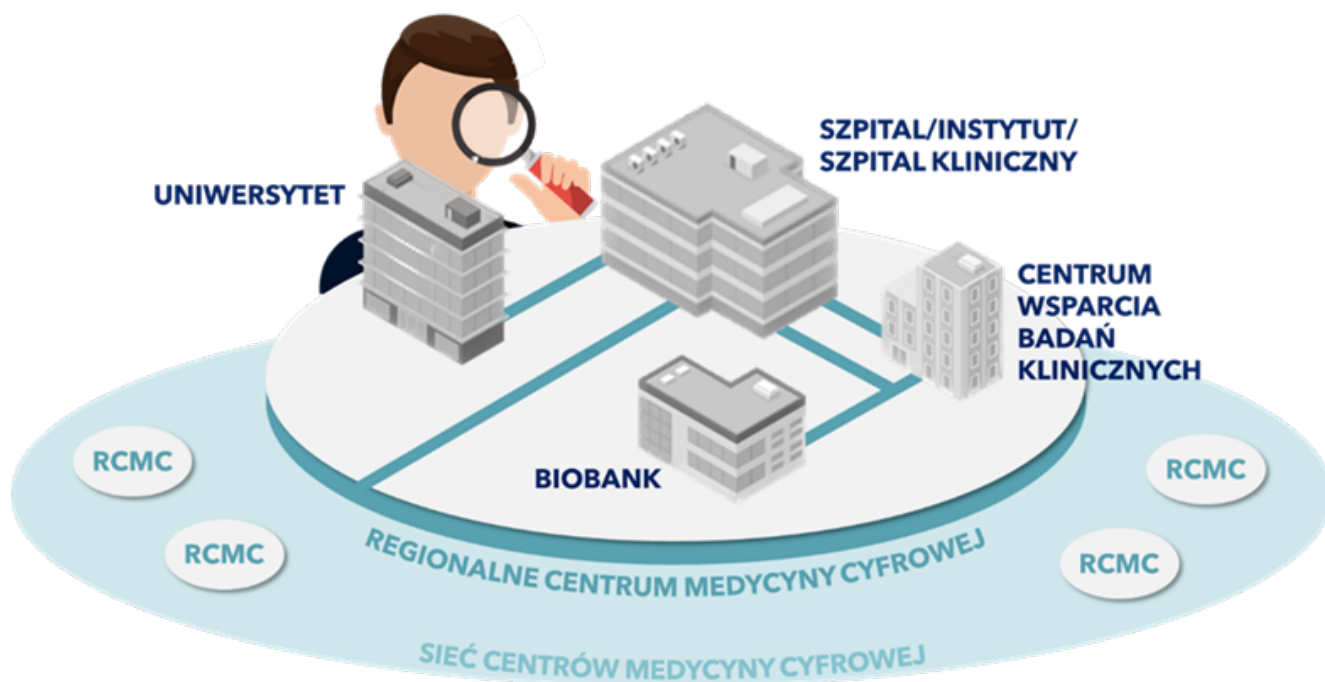 SZPITAL/INSTYTUT/
SZPITAL KLINICZNY
UNIWERSYTET
CENTRUM
WSPARCIA
BADAŃ
KLINICZNYCH
BIOBANK
RCMC
RCMC
RCMC
RCMC
REGIONALNE CENTRUM MEDYCYNY CYFROWEJ
SIEĆ CENTRÓW MEDYCYNY CYFROWEJ